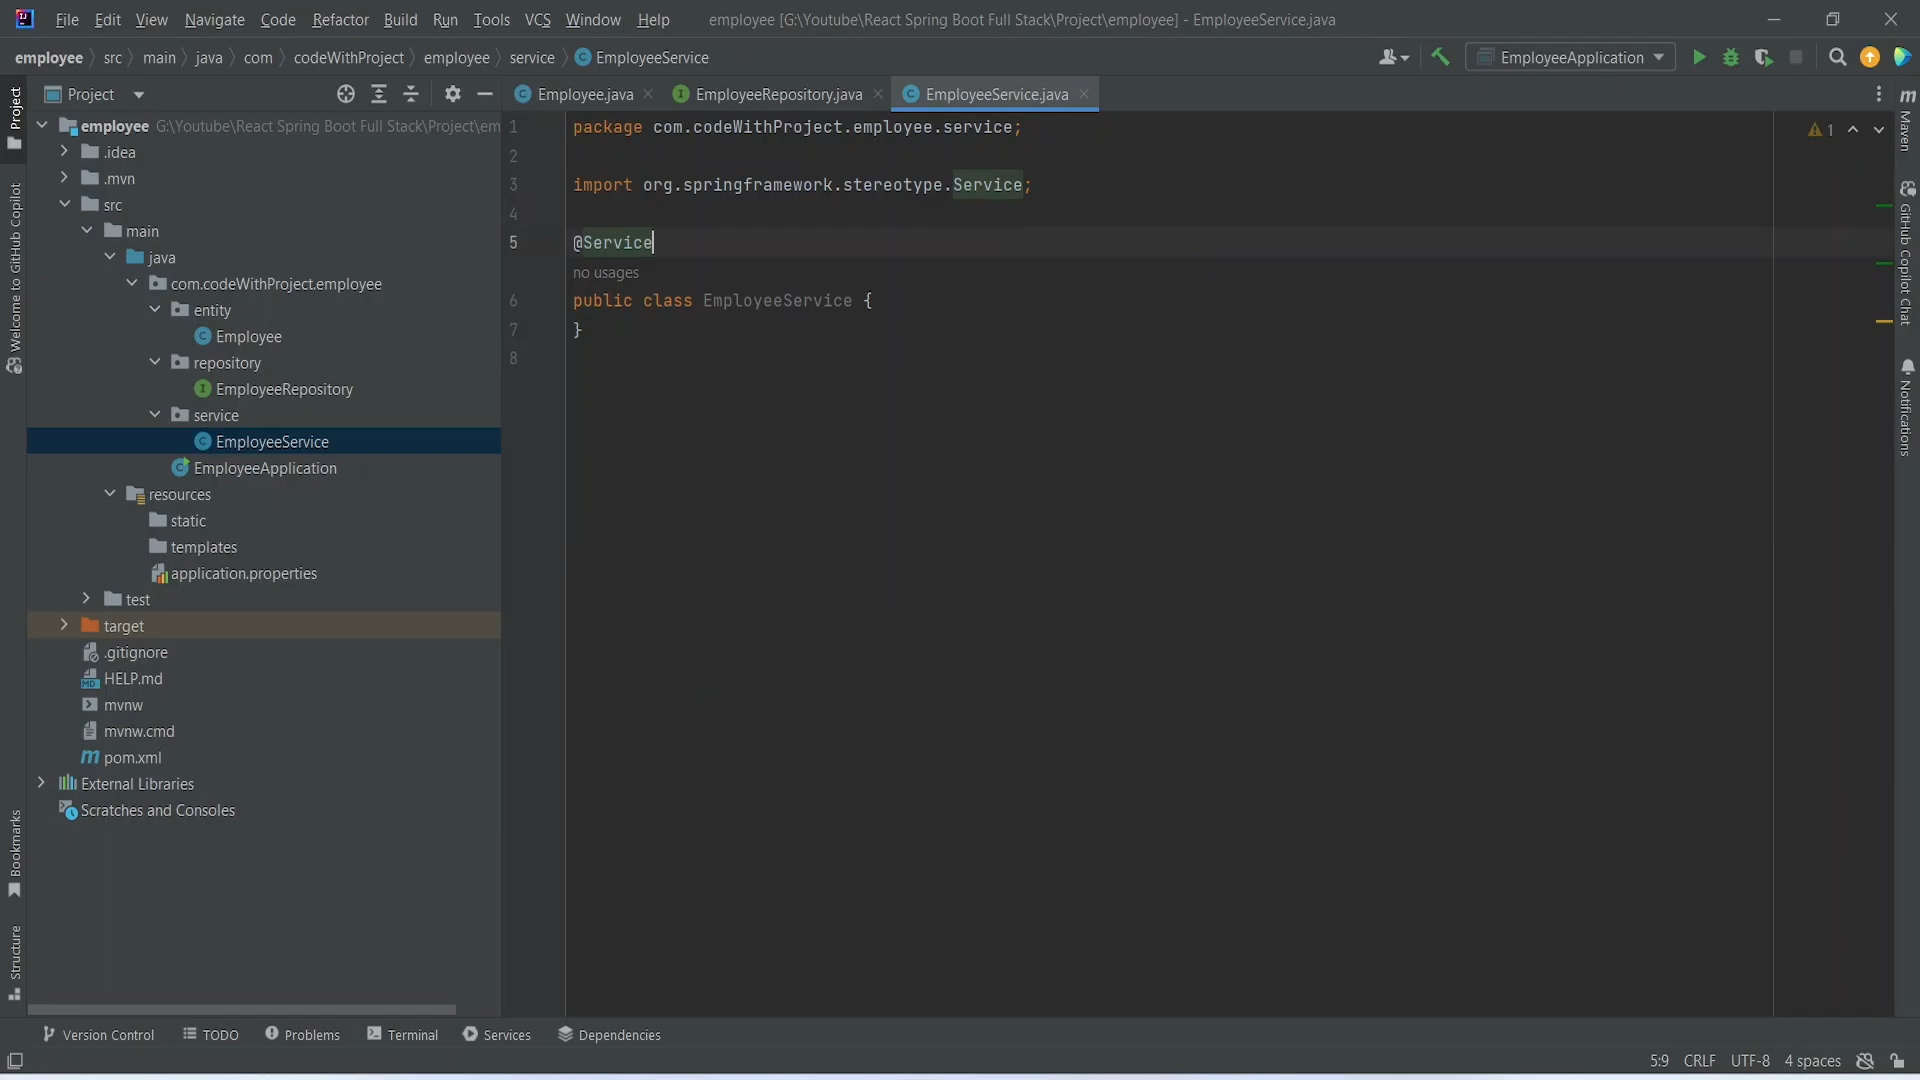 File Edit View Navigate Code Refactor Build Run Tools VCS Window Help employee [G:\Youtube\React Spring Boot Full Stack\Project\employee] - EmployeeService.java
employee src main java com codeWithProject employee service EmployeeService EmployeeApplication
Project
Employee.java EmployeeRepository.java EmployeeService.java
employee G:\Youtube\React Spring Boot Full Stack\Project\em
.idea
.mvn
src
main
java
com.codeWithProject.employee
entity
Employee
repository
EmployeeRepository
service
EmployeeService
EmployeeApplication
resources
static
templates
application.properties
test
target
.gitignore
HELP.md
mvnw
mvnw.cmd
pom.xml
External Libraries
Scratches and Consoles
1 package com.codeWithProject.employee.service;
2
3 import org.springframework.stereotype.Service;
4
5 @Service
no usages
6 public class EmployeeService {
7 }
8
1
Project
Welcome to GitHub Copilot
Bookmarks
Structure
Maven
GitHub Copilot Chat
Notifications
Version Control TODO Problems Terminal Services Dependencies
5:9 CRLF UTF-8 4 spaces